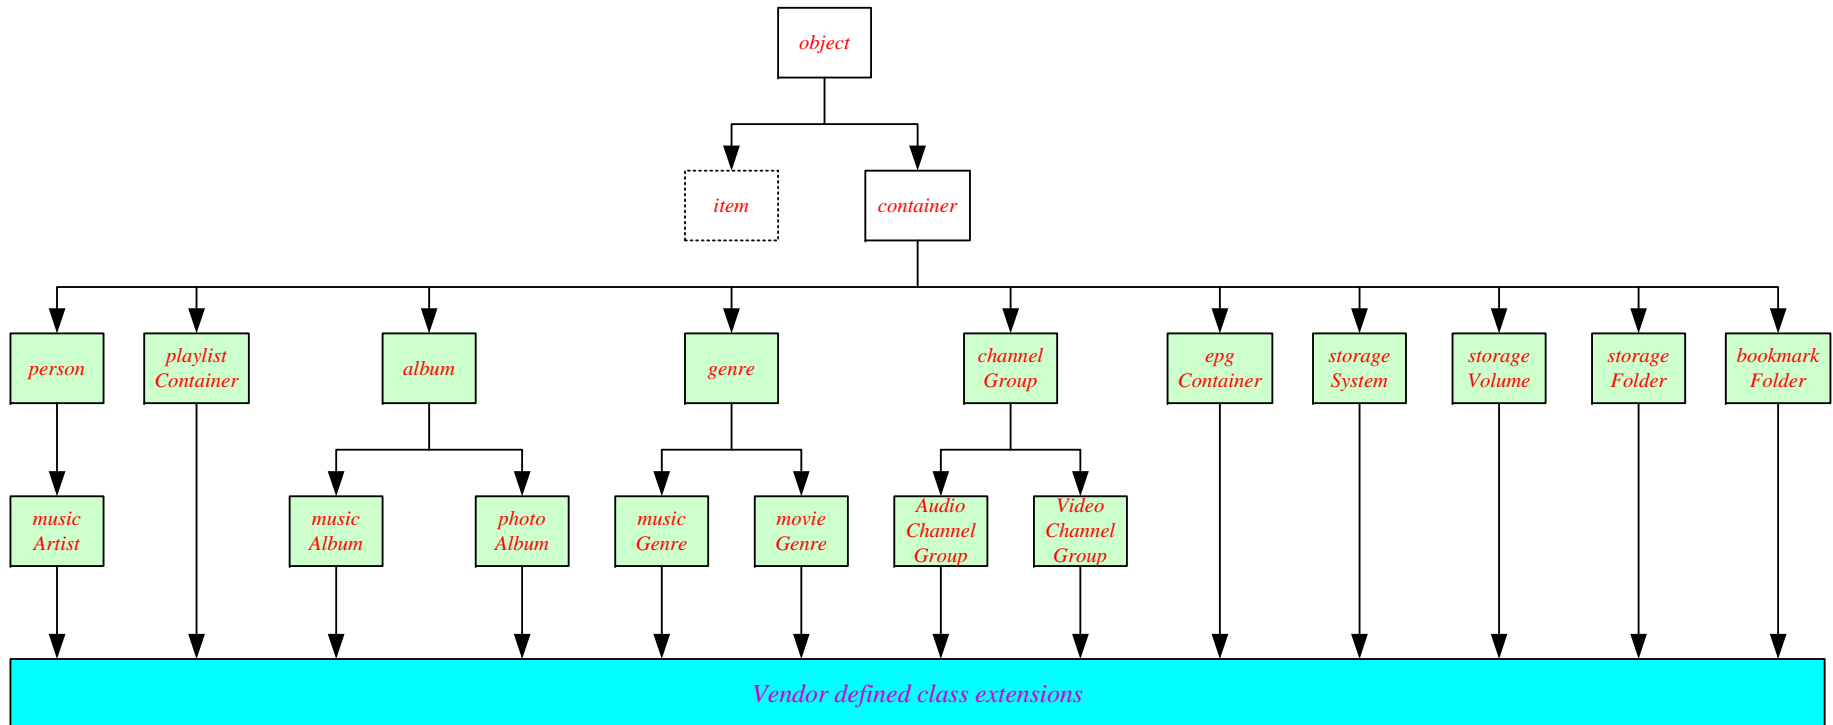 object
item
container
person
playlist
Container
album
genre
channel
Group
epg
Container
storage
System
storage
Volume
storage
Folder
bookmark
Folder
music
Artist
music
Album
photo
Album
music
Genre
movie
Genre
Audio
Channel
Group
Video
Channel
Group
Vendor defined class extensions